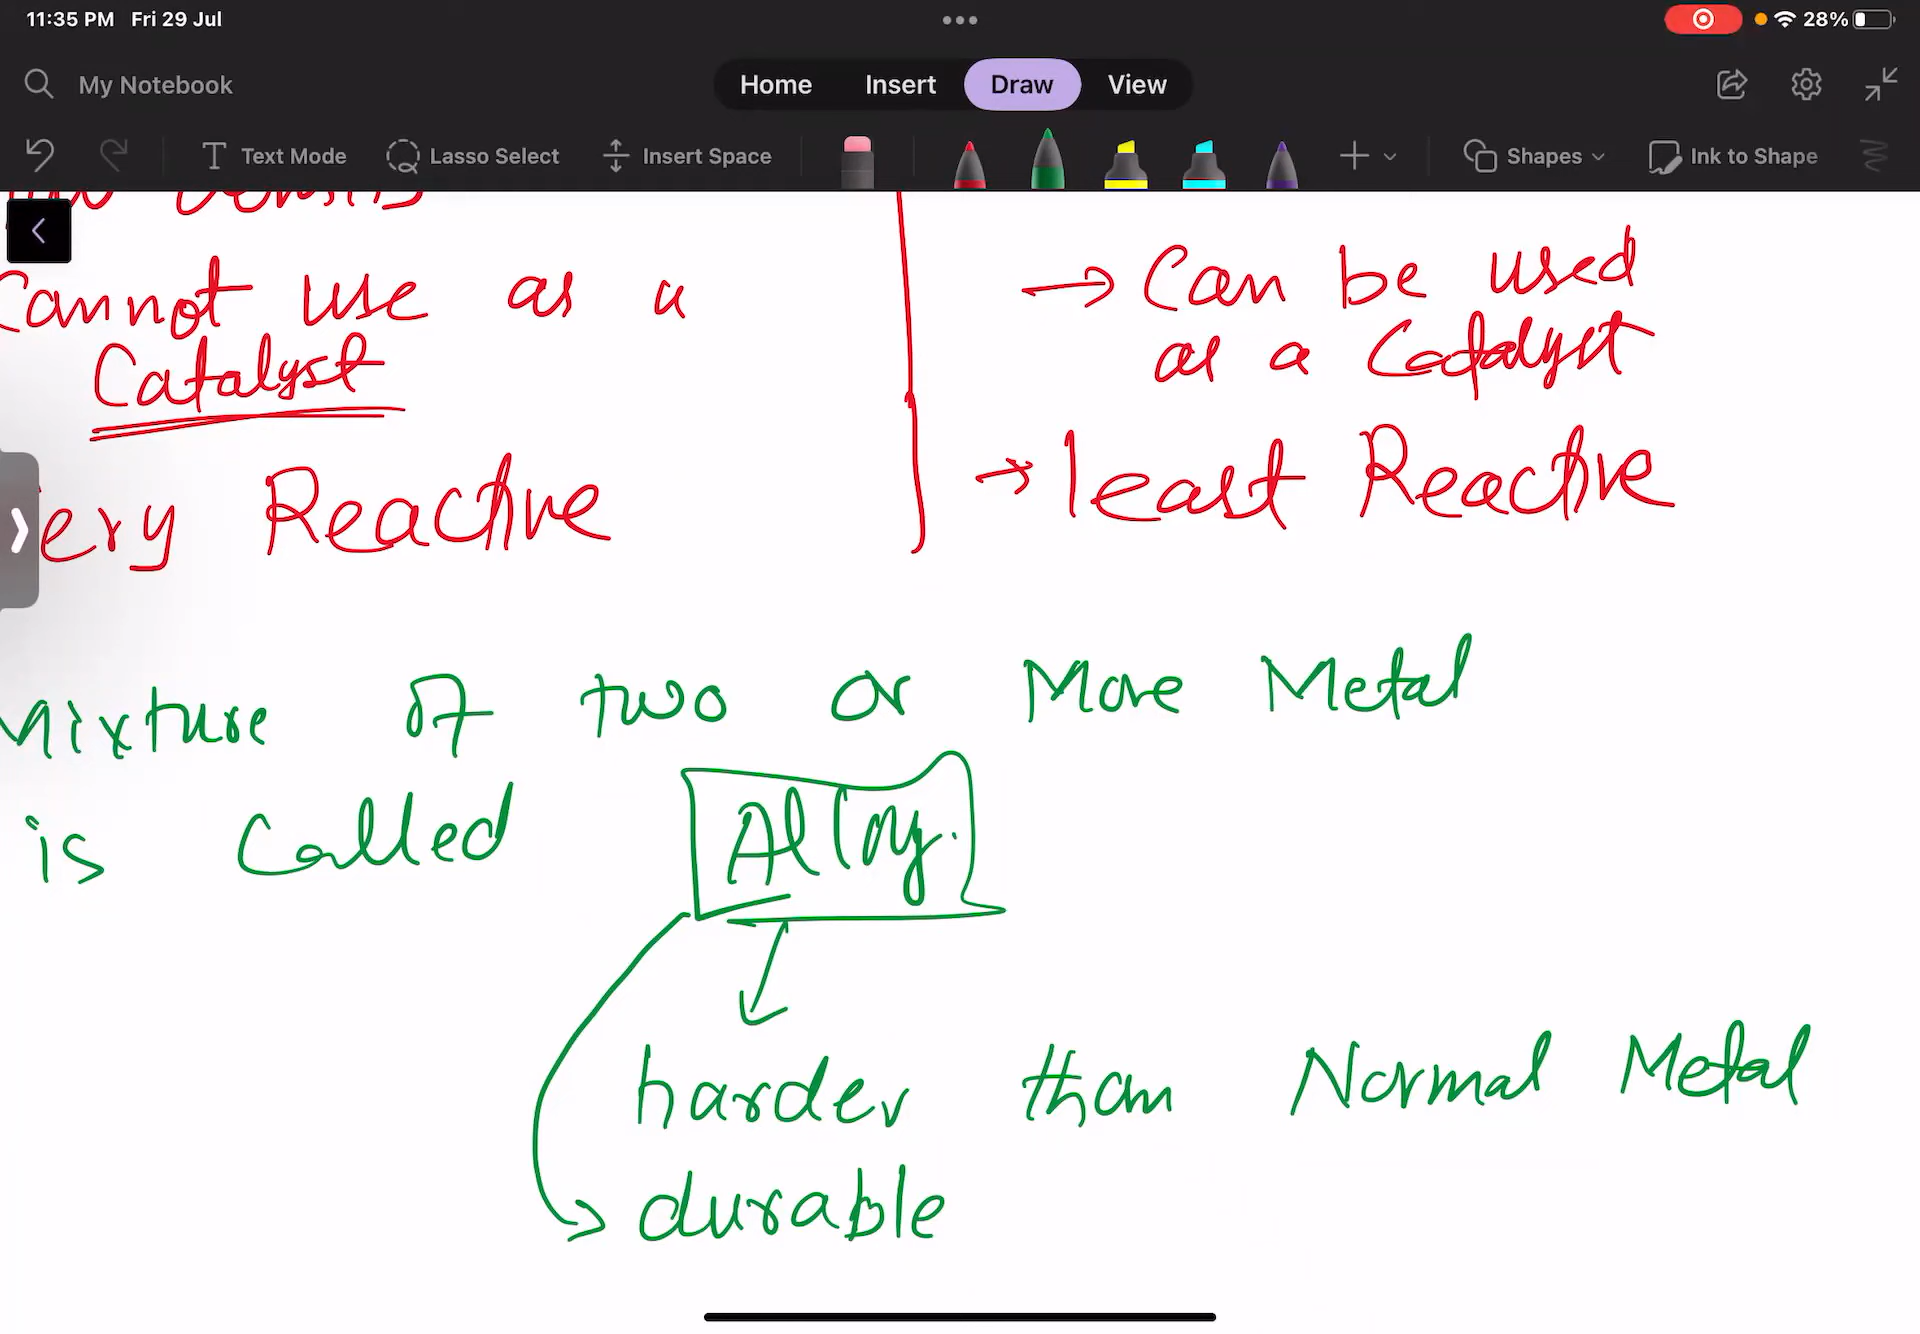 11:35 PM Fri 29 Jul
28%
My Notebook
Home Insert Draw View
Text Mode Lasso Select Insert Space Shapes Ink to Shape
Cannot use as a
Catalyst
ery Reactive
→ Can be used
as a Catalyst
→ least Reactive
Mixture of two or More Metal
is Called Alloy.
harder than Normal Metal
durable